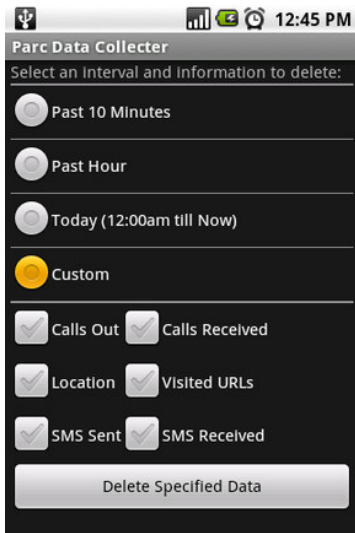 12:45 PM
Parc Data Collecter
Select an interval and information to delete:
Past 10 Minutes
Past Hour
Today (12:00am till Now)
Custom
Calls Out Calls Received
Location Visited URLs
SMS Sent SMS Received
Delete Specified Data